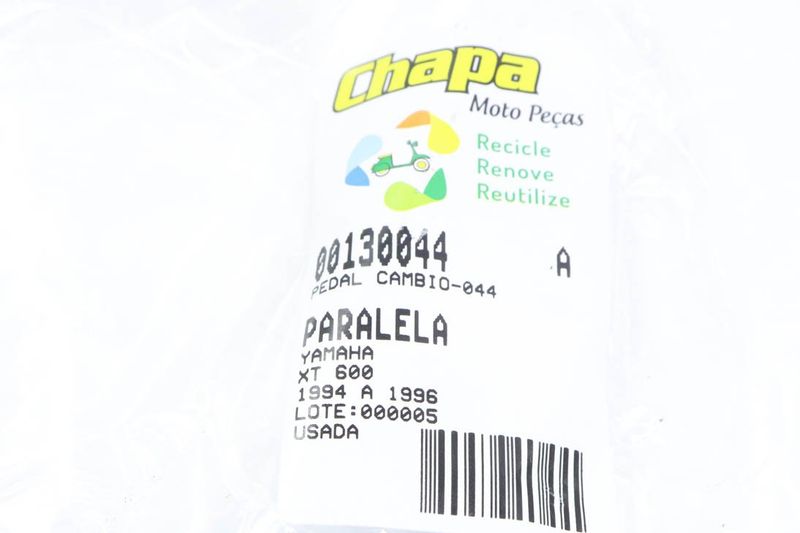 Chapa
Moto Peças
Recicle
Renove
Reutilize
00130044 A
PEDAL CAMBIO-044
PARALELA
YAMAHA
XT 600
1994 A 1996
LOTE:000005
USADA